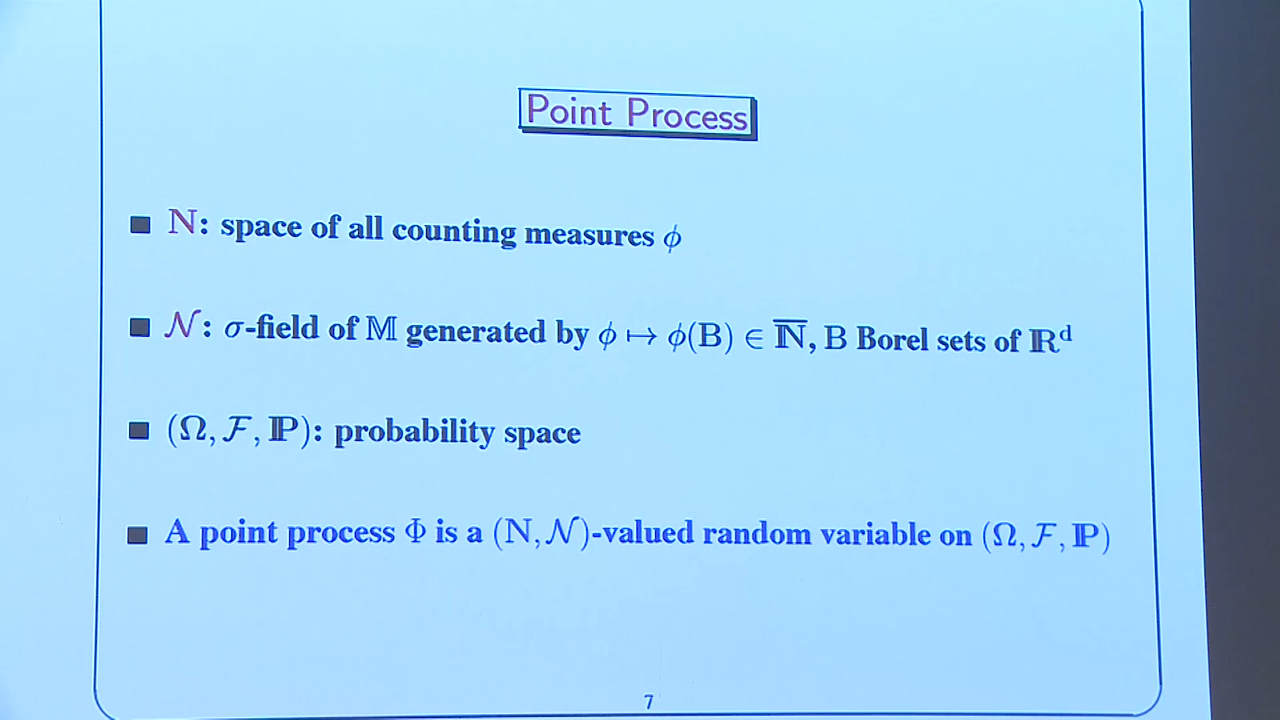 Point Process
■ N: space of all counting measures ϕ
■ 𝒩: σ-field of 𝕄 generated by ϕ ↦ ϕ(B) ∈ ℕ̅, B Borel sets of ℝᵈ
■ (Ω, ℱ, ℙ): probability space
■ A point process Φ is a (N, 𝒩)-valued random variable on (Ω, ℱ, ℙ)
7